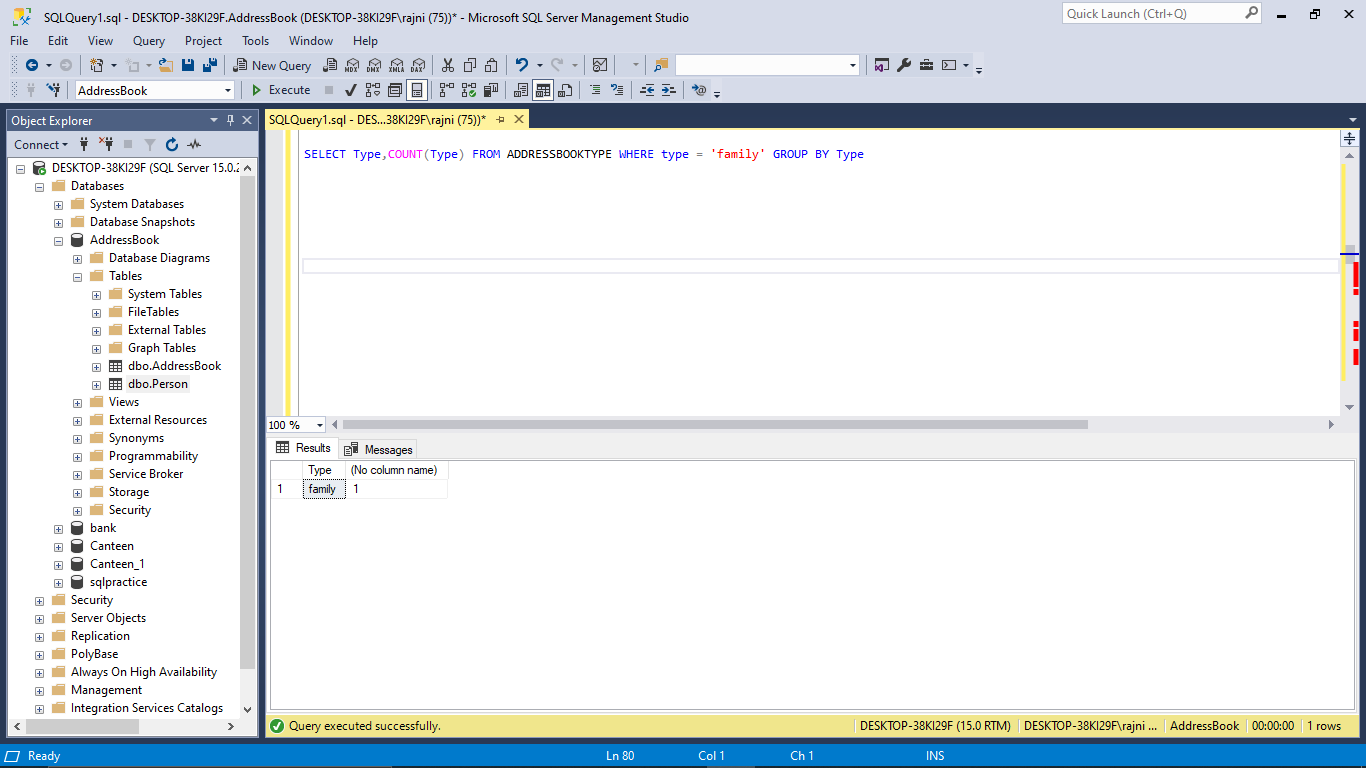 SQLQuery1.sql - DESKTOP-38KI29F.AddressBook (DESKTOP-38KI29F\rajni (75))* - Microsoft SQL Server Management Studio
Quick Launch (Ctrl+Q)
File Edit View Query Project Tools Window Help
New Query MDX DMX XMLA DAX
AddressBook Execute
Object Explorer
Connect
DESKTOP-38KI29F (SQL Server 15.0.2
Databases
System Databases
Database Snapshots
AddressBook
Database Diagrams
Tables
System Tables
FileTables
External Tables
Graph Tables
dbo.AddressBook
dbo.Person
Views
External Resources
Synonyms
Programmability
Service Broker
Storage
Security
bank
Canteen
Canteen_1
sqlpractice
Security
Server Objects
Replication
PolyBase
Always On High Availability
Management
Integration Services Catalogs
SQLQuery1.sql - DES...38KI29F\rajni (75))*
SELECT Type,COUNT(Type) FROM ADDRESSBOOKTYPE WHERE type = 'family' GROUP BY Type
100 %
Results Messages
Type (No column name)
1 family 1
Query executed successfully. DESKTOP-38KI29F (15.0 RTM) DESKTOP-38KI29F\rajni ... AddressBook 00:00:00 1 rows
Ready Ln 80 Col 1 Ch 1 INS